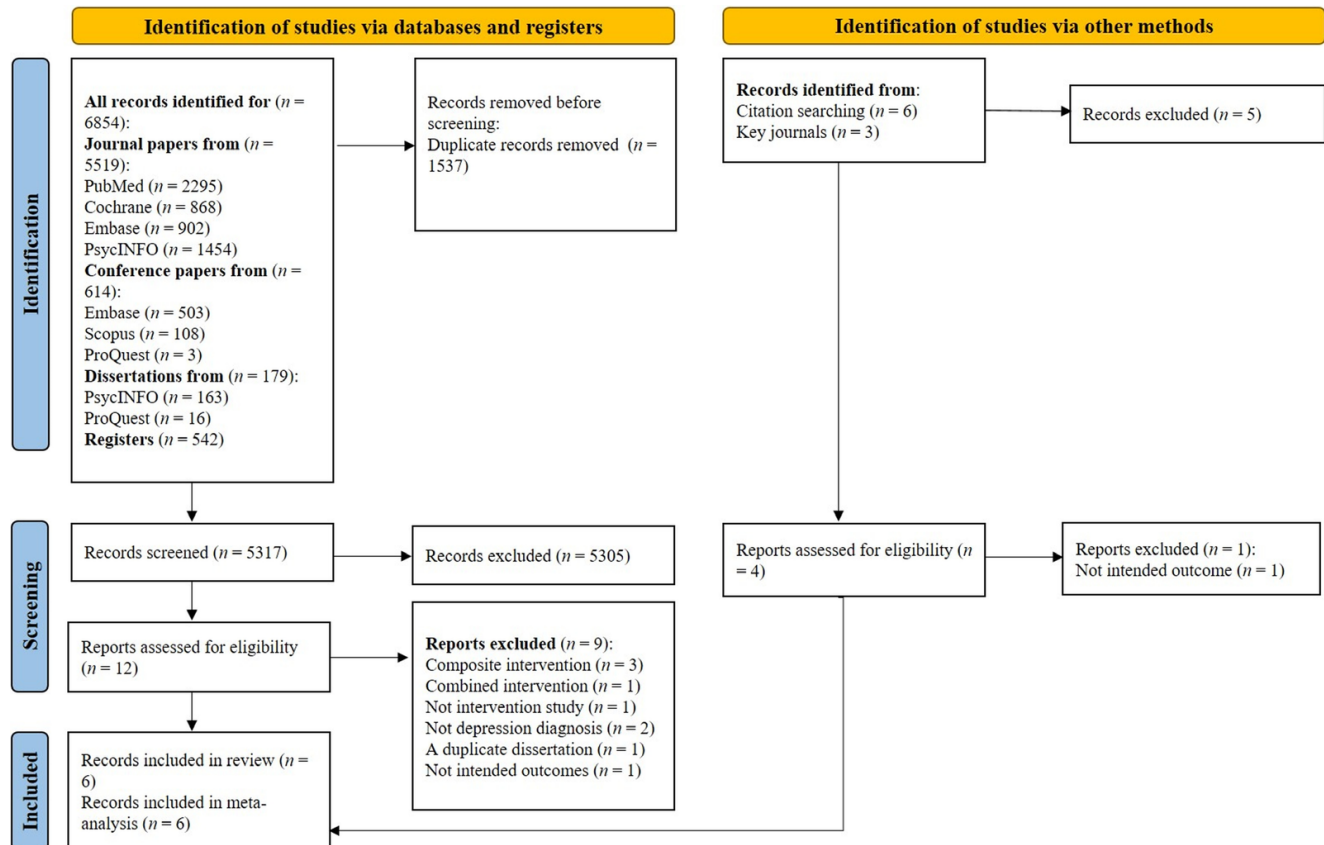 Identification of studies via databases and registers
Identification of studies via other methods
Identification
All records identified for (n =
6854):
Journal papers from (n =
5519):
PubMed (n = 2295)
Cochrane (n = 868)
Embase (n = 902)
PsycINFO (n = 1454)
Conference papers from (n =
614):
Embase (n = 503)
Scopus (n = 108)
ProQuest (n = 3)
Dissertations from (n = 179):
PsycINFO (n = 163)
ProQuest (n = 16)
Registers (n = 542)
Records removed before
screening:
Duplicate records removed (n =
1537)
Records identified from:
Citation searching (n = 6)
Key journals (n = 3)
Records excluded (n = 5)
Screening
Records screened (n = 5317)
Records excluded (n = 5305)
Reports assessed for eligibility (n
= 4)
Reports excluded (n = 1):
Not intended outcome (n = 1)
Reports assessed for eligibility
(n = 12)
Reports excluded (n = 9):
Composite intervention (n = 3)
Combined intervention (n = 1)
Not intervention study (n = 1)
Not depression diagnosis (n = 2)
A duplicate dissertation (n = 1)
Not intended outcomes (n = 1)
Included
Records included in review (n =
6)
Records included in meta-
analysis (n = 6)